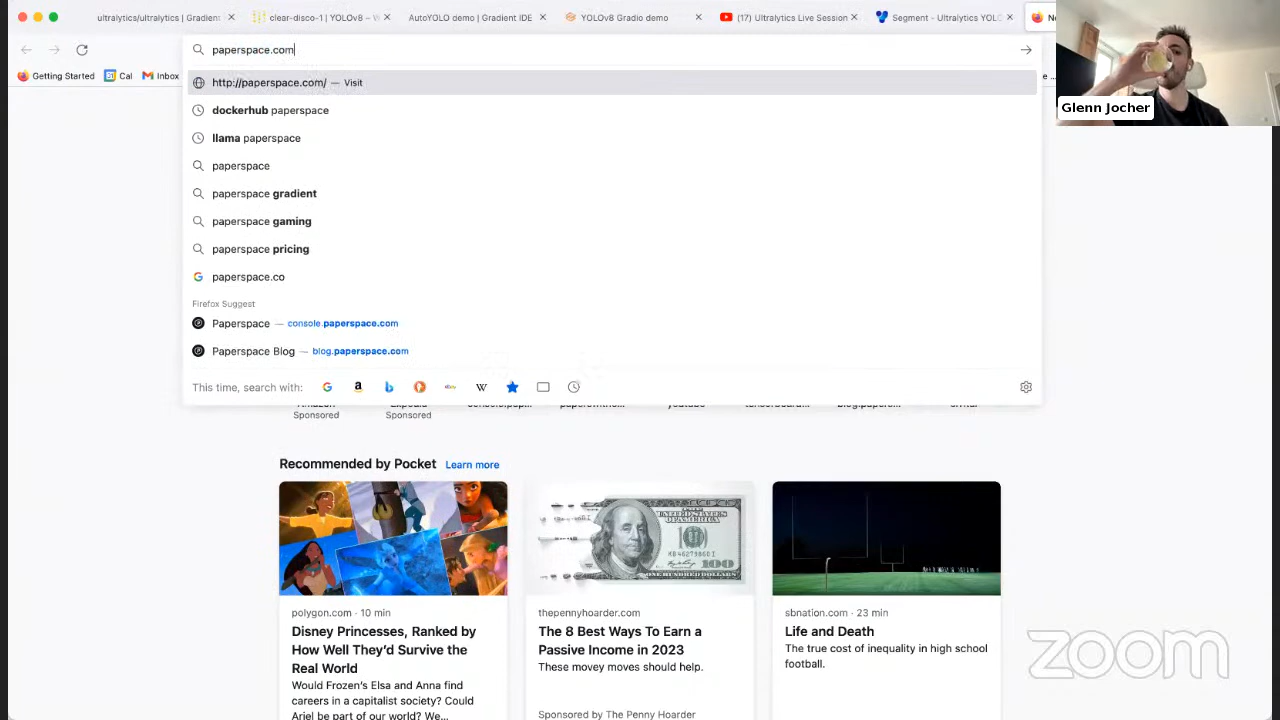 ultralytics/ultralytics | Gradient
clear-disco-1 | YOLOv8 –
AutoYOLO demo | Gradient IDE
YOLOv8 Gradio demo
(17) Ultralytics Live Session
Segment - Ultralytics YOLO
paperspace.com
Getting Started
Cal
Inbox
http://paperspace.com/ — Visit
dockerhub paperspace
llama paperspace
paperspace
paperspace gradient
paperspace gaming
paperspace pricing
paperspace.co
Firefox Suggest
Paperspace — console.paperspace.com
Paperspace Blog — blog.paperspace.com
This time, search with:
Sponsored
Sponsored
Glenn Jocher
Recommended by Pocket Learn more
polygon.com · 10 min
Disney Princesses, Ranked by
How Well They'd Survive the
Real World
Would Frozen's Elsa and Anna find
careers in a capitalist society? Could
Ariel be part of our world? We...
thepennyhoarder.com
The 8 Best Ways To Earn a
Passive Income in 2023
These movey moves should help.
Sponsored by The Penny Hoarder
sbnation.com · 23 min
Life and Death
The true cost of inequality in high school
football.
zoom